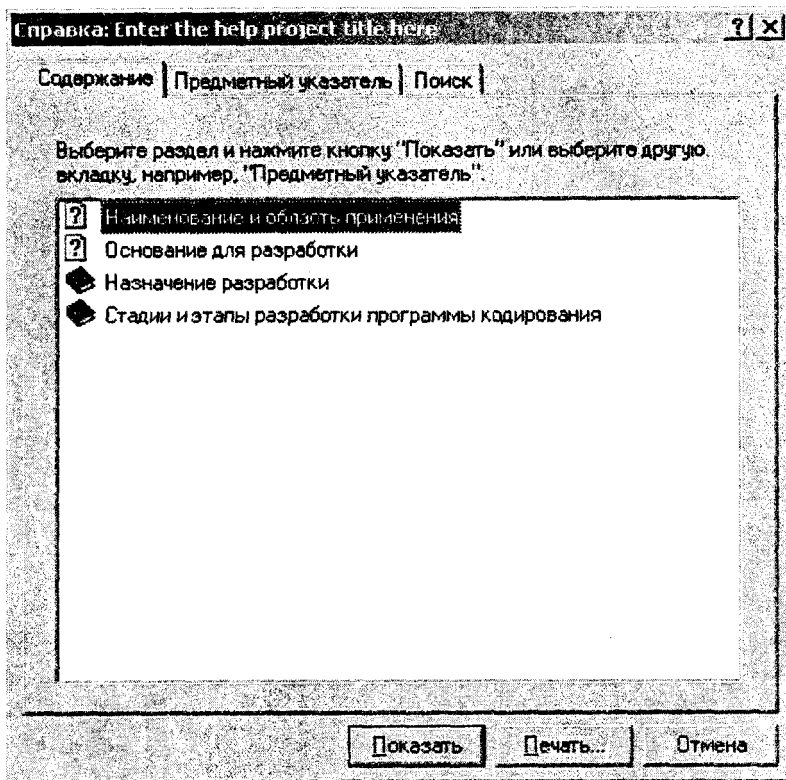 Справка: Enter the help project title here
Содержание Предметный указатель Поиск
Выберите раздел и нажмите кнопку "Показать" или выберите другую
вкладку, например, "Предметный указатель".
Наименование и область применения
Основание для разработки
Назначение разработки
Стадии и этапы разработки программы кодирования
Показать Печать... Отмена